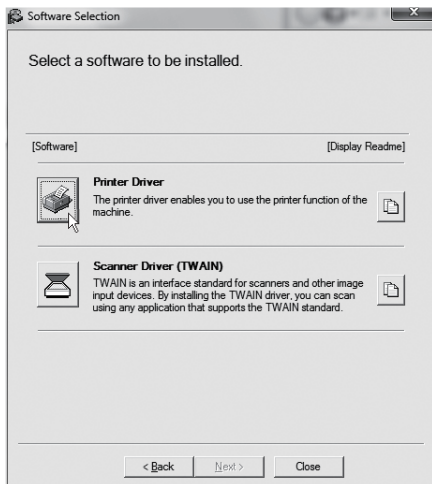 Software Selection
Select a software to be installed.
[Software] [Display Readme]
Printer Driver
The printer driver enables you to use the printer function of the
machine.
Scanner Driver (TWAIN)
TWAIN is an interface standard for scanners and other image
input devices. By installing the TWAIN driver, you can scan
using any application that supports the TWAIN standard.
< Back Next > Close